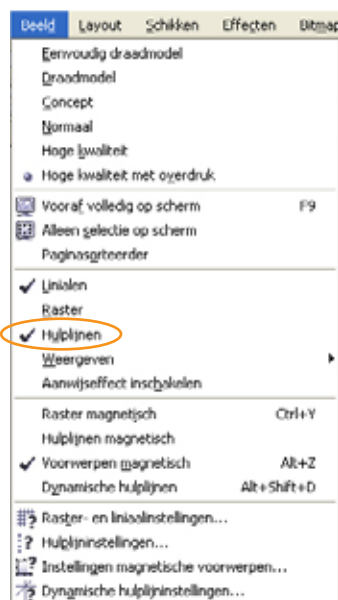 Beeld Layout Schikken Effecten Bitmap
Eenvoudig draadmodel
Draadmodel
Concept
Normaal
Hoge kwaliteit
Hoge kwaliteit met overdruk
Vooraf volledig op scherm F9
Alleen selectie op scherm
Paginasorteerder
Linialen
Raster
Hulplijnen
Weergeven
Aanwijseffect inschakelen
Raster magnetisch Ctrl+Y
Hulplijnen magnetisch
Voorwerpen magnetisch Alt+Z
Dynamische hulplijnen Alt+Shift+D
Raster- en liniaalinstellingen...
Hulplijninstellingen...
Instellingen magnetische voorwerpen...
Dynamische hulplijninstellingen...